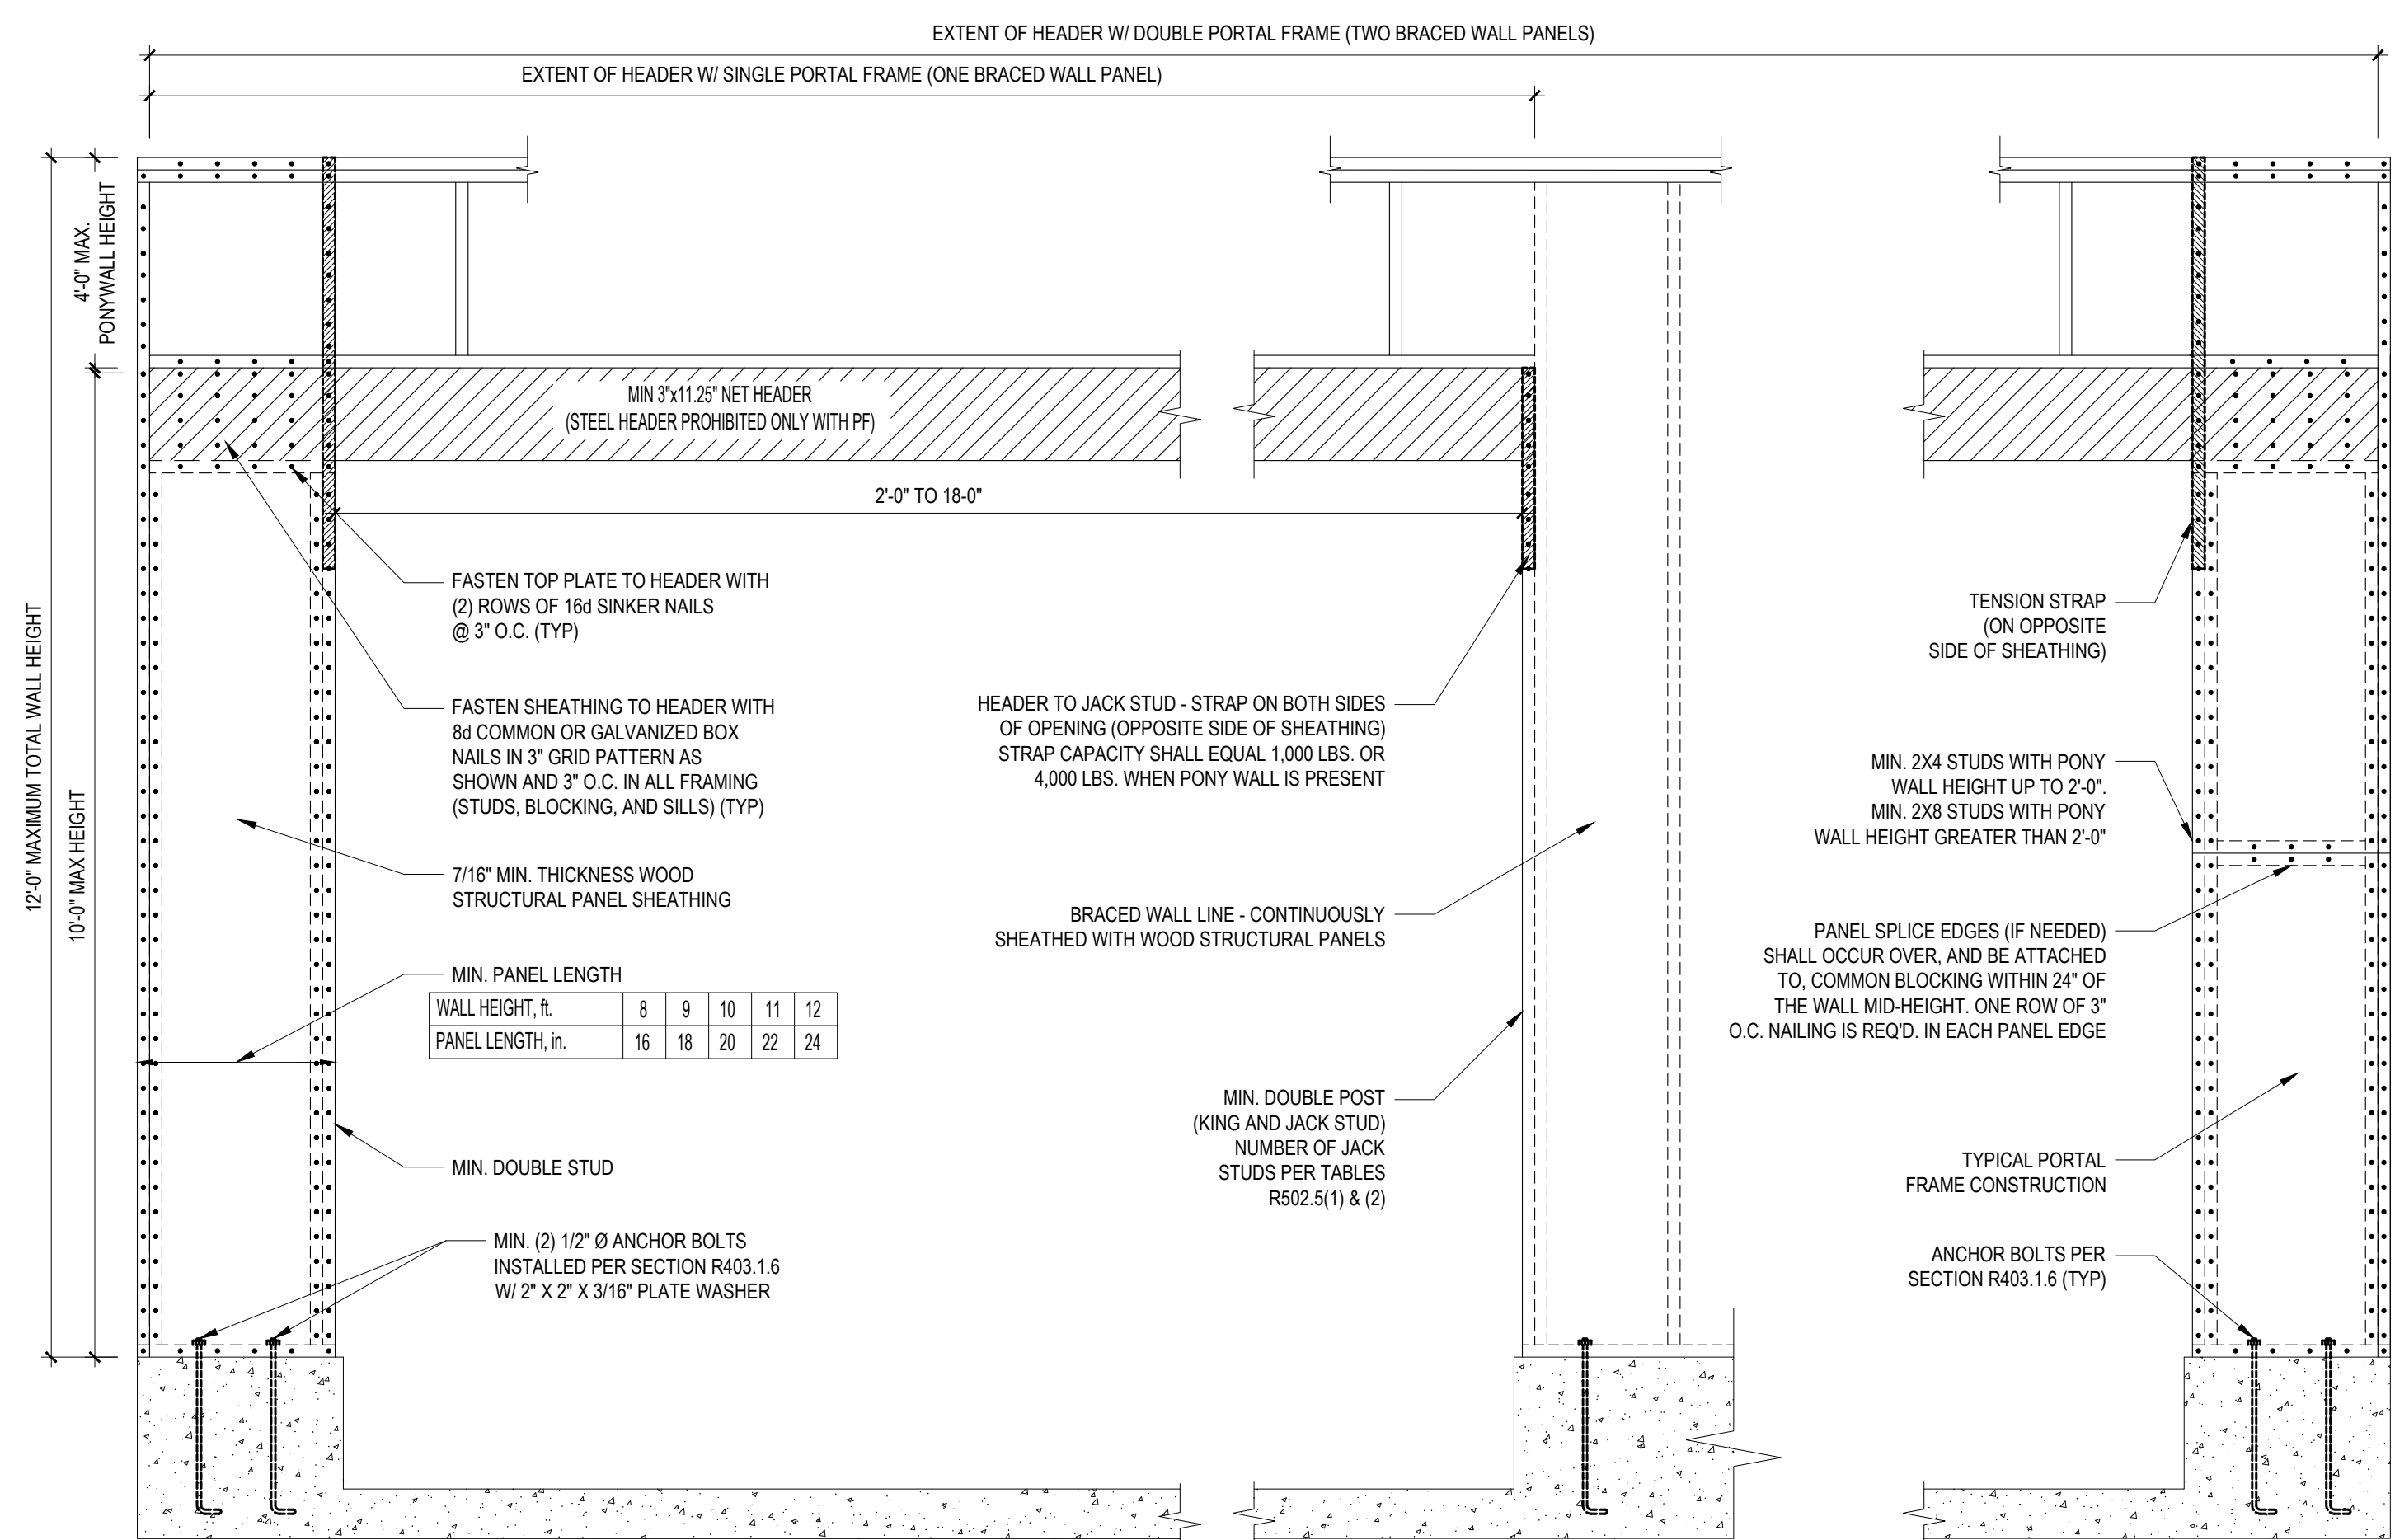 EXTENT OF HEADER W/ DOUBLE PORTAL FRAME (TWO BRACED WALL PANELS)
EXTENT OF HEADER W/ SINGLE PORTAL FRAME (ONE BRACED WALL PANEL)
4'-0" MAX.
PONYWALL HEIGHT
12'-0" MAXIMUM TOTAL WALL HEIGHT
10'-0" MAX HEIGHT
MIN 3"x11.25" NET HEADER
(STEEL HEADER PROHIBITED ONLY WITH PF)
2'-0" TO 18-0"
FASTEN TOP PLATE TO HEADER WITH
(2) ROWS OF 16d SINKER NAILS
@ 3" O.C. (TYP)
FASTEN SHEATHING TO HEADER WITH
8d COMMON OR GALVANIZED BOX
NAILS IN 3" GRID PATTERN AS
SHOWN AND 3" O.C. IN ALL FRAMING
(STUDS, BLOCKING, AND SILLS) (TYP)
7/16" MIN. THICKNESS WOOD
STRUCTURAL PANEL SHEATHING
MIN. PANEL LENGTH
WALL HEIGHT, ft. 8 9 10 11 12
PANEL LENGTH, in. 16 18 20 22 24
MIN. DOUBLE STUD
MIN. (2) 1/2" Ø ANCHOR BOLTS
INSTALLED PER SECTION R403.1.6
W/ 2" X 2" X 3/16" PLATE WASHER
HEADER TO JACK STUD - STRAP ON BOTH SIDES
OF OPENING (OPPOSITE SIDE OF SHEATHING)
STRAP CAPACITY SHALL EQUAL 1,000 LBS. OR
4,000 LBS. WHEN PONY WALL IS PRESENT
BRACED WALL LINE - CONTINUOUSLY
SHEATHED WITH WOOD STRUCTURAL PANELS
MIN. DOUBLE POST
(KING AND JACK STUD)
NUMBER OF JACK
STUDS PER TABLES
R502.5(1) & (2)
TENSION STRAP
(ON OPPOSITE
SIDE OF SHEATHING)
MIN. 2X4 STUDS WITH PONY
WALL HEIGHT UP TO 2'-0".
MIN. 2X8 STUDS WITH PONY
WALL HEIGHT GREATER THAN 2'-0"
PANEL SPLICE EDGES (IF NEEDED)
SHALL OCCUR OVER, AND BE ATTACHED
TO, COMMON BLOCKING WITHIN 24" OF
THE WALL MID-HEIGHT. ONE ROW OF 3"
O.C. NAILING IS REQ'D. IN EACH PANEL EDGE
TYPICAL PORTAL
FRAME CONSTRUCTION
ANCHOR BOLTS PER
SECTION R403.1.6 (TYP)